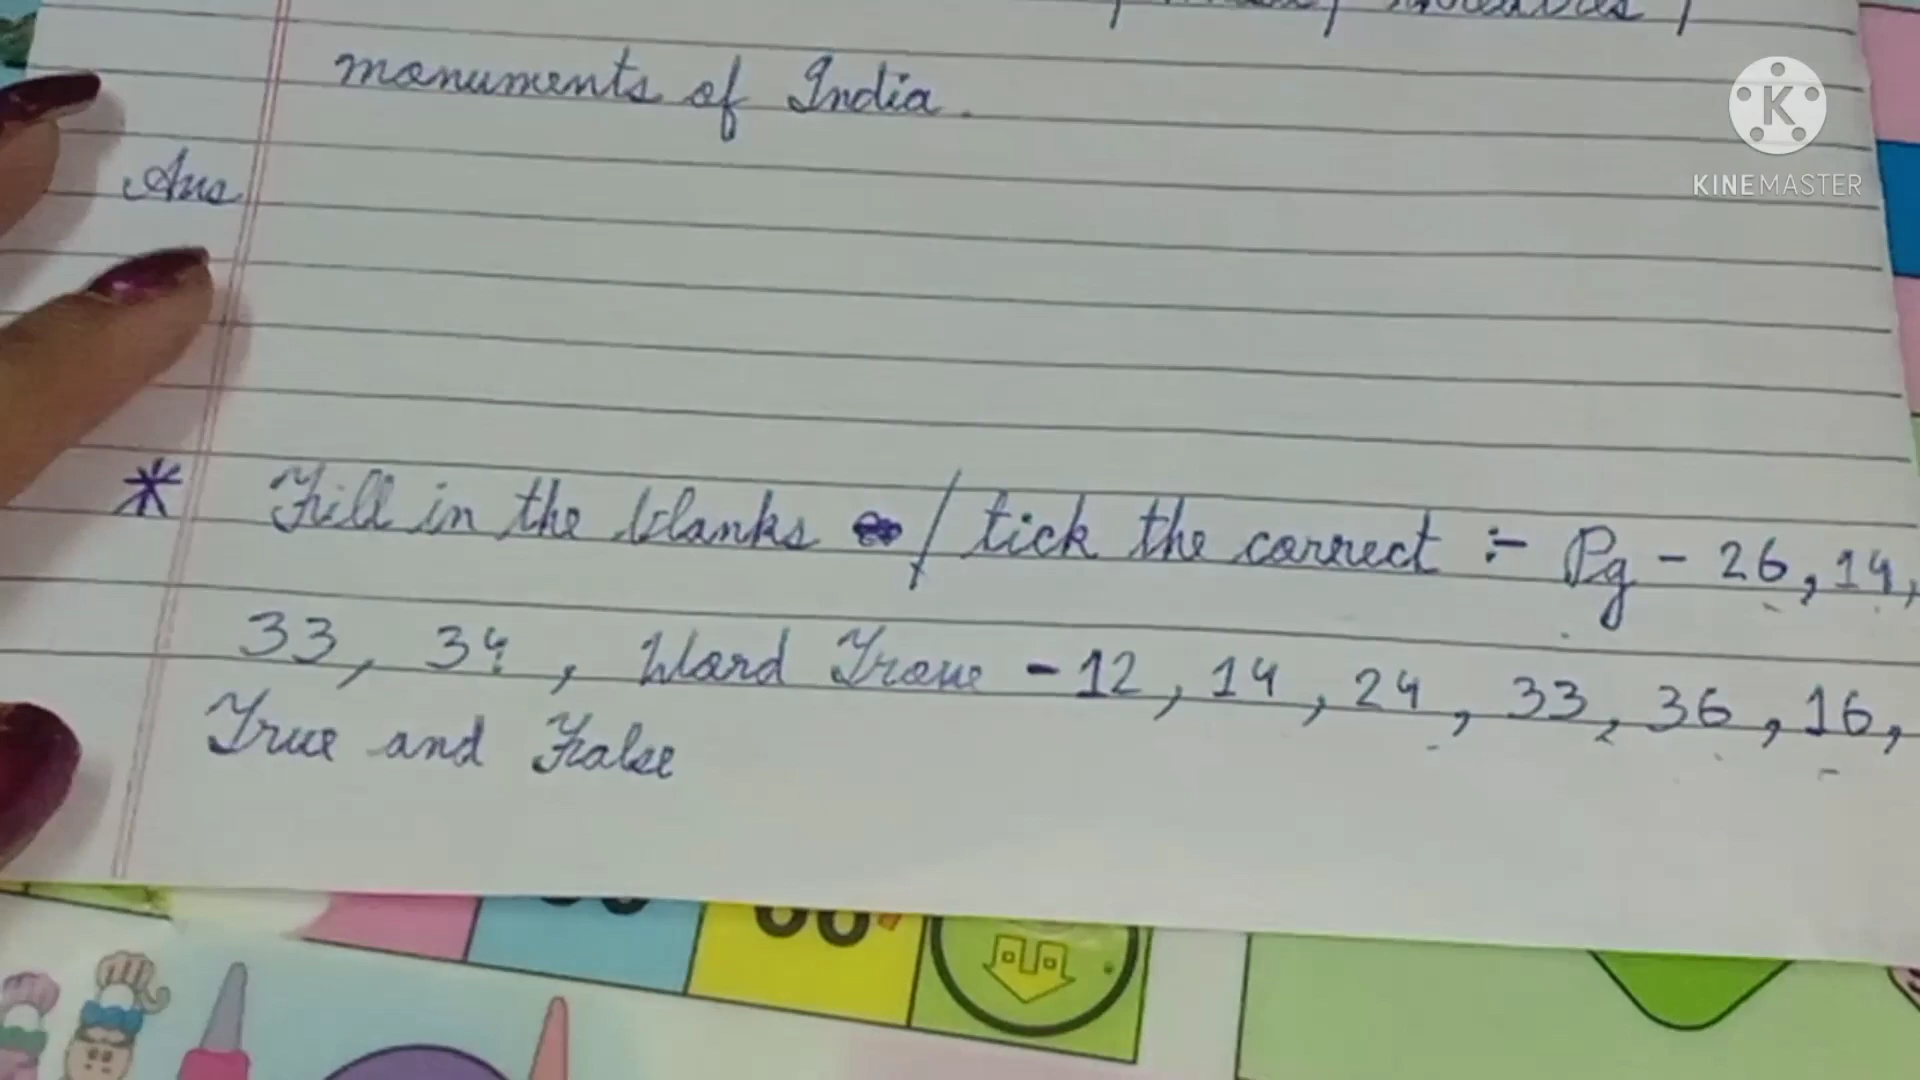 monuments of India.
Ans
* Fill in the blanks / tick the correct :- Pg - 26, 14,
33, 34, Word Trove - 12, 14, 24, 33, 36, 16,
True and False
K
KINEMASTER